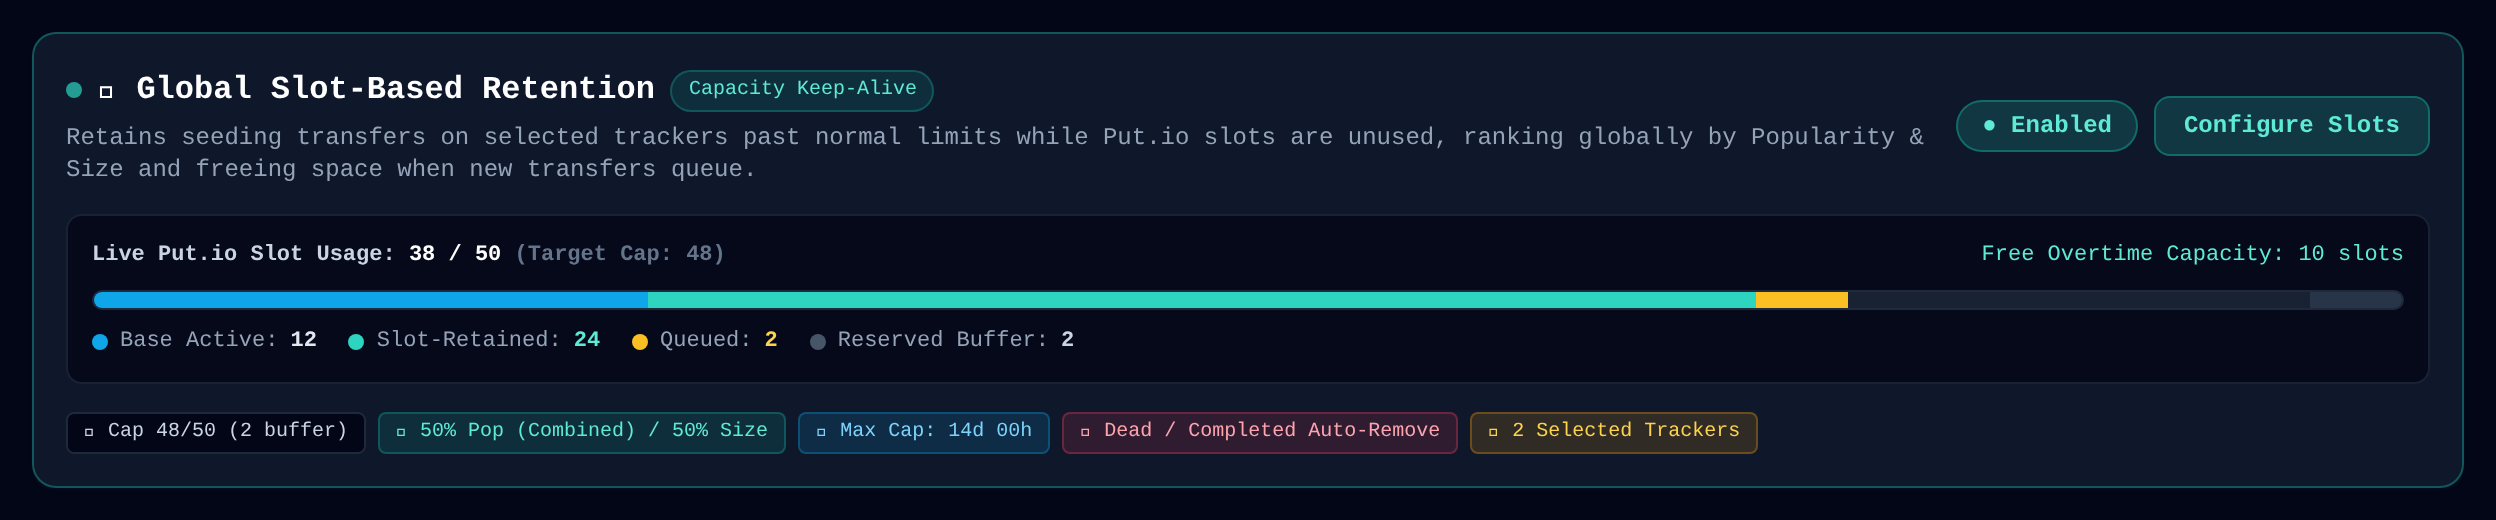 Global Slot-Based Retention Capacity Keep-Alive
Retains seeding transfers on selected trackers past normal limits while Put.io slots are unused, ranking globally by Popularity &
Size and freeing space when new transfers queue.
● Enabled
Configure Slots
Live Put.io Slot Usage: 38 / 50 (Target Cap: 48)
Free Overtime Capacity: 10 slots
Base Active: 12
Slot-Retained: 24
Queued: 2
Reserved Buffer: 2
Cap 48/50 (2 buffer)
50% Pop (Combined) / 50% Size
Max Cap: 14d 00h
Dead / Completed Auto-Remove
2 Selected Trackers